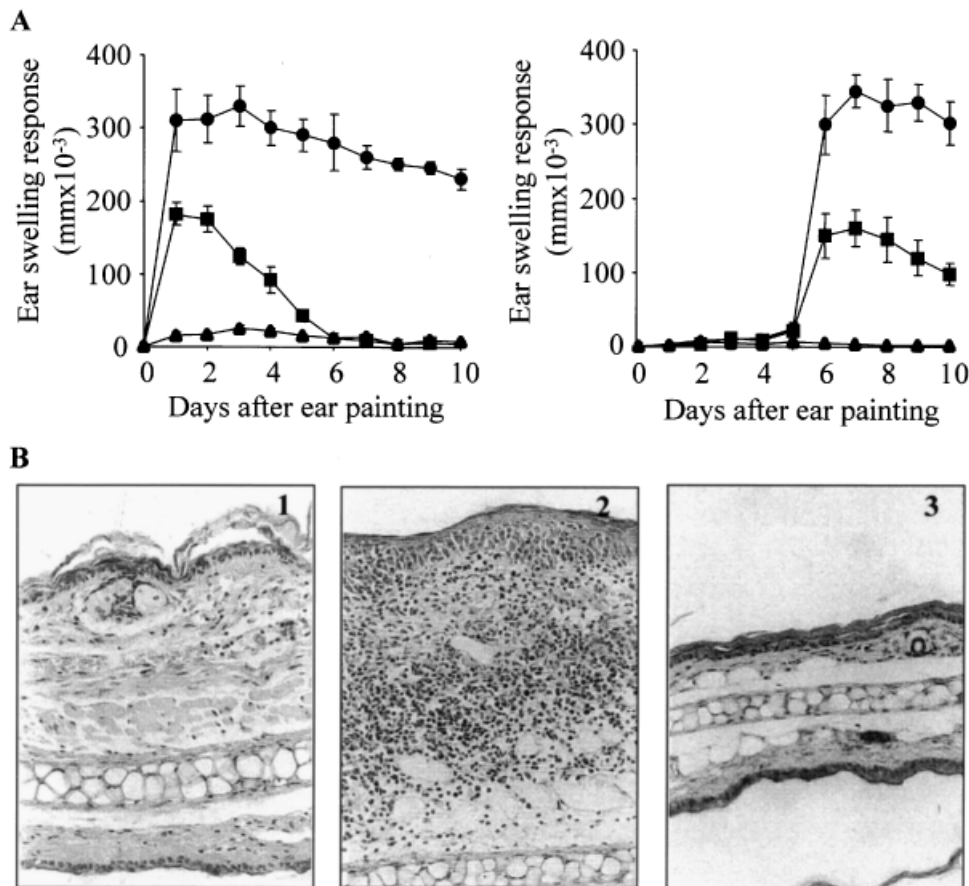 A
Ear swelling response
(mmx10⁻³)
400
300
200
100
0
0 2 4 6 8 10
Days after ear painting
Ear swelling response
(mmx10⁻³)
400
300
200
100
0
0 2 4 6 8 10
Days after ear painting
B
1
2
3